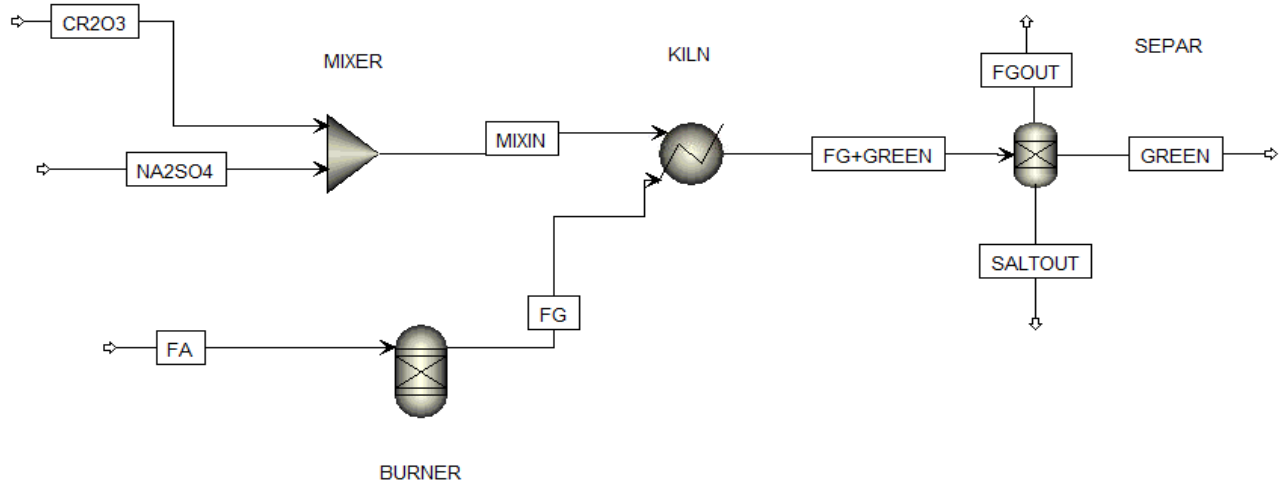 CR2O3
MIXER
KILN
FGOUT
SEPAR
NA2SO4
MIXIN
FG+GREEN
GREEN
SALTOUT
FG
FA
BURNER